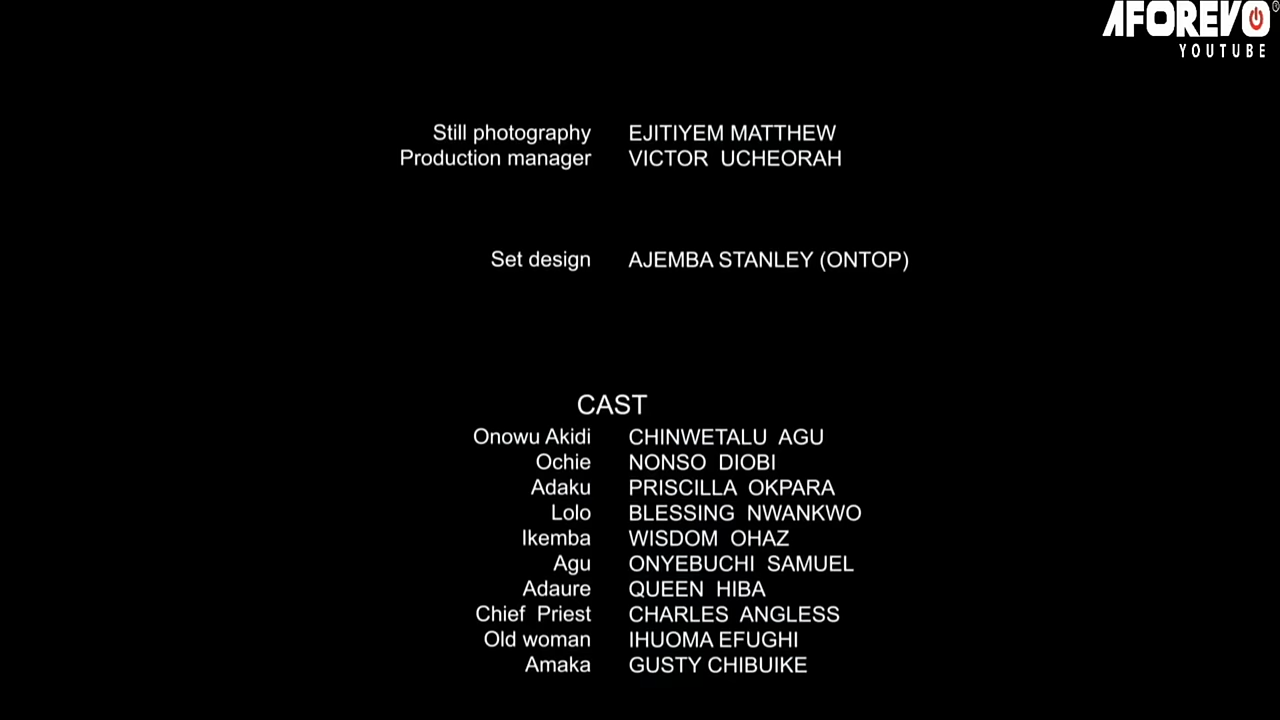 AFOREVO
YOUTUBE
Still photography EJITIYEM MATTHEW
Production manager VICTOR UCHEORAH
Set design AJEMBA STANLEY (ONTOP)
CAST
Onowu Akidi CHINWETALU AGU
Ochie NONSO DIOBI
Adaku PRISCILLA OKPARA
Lolo BLESSING NWANKWO
Ikemba WISDOM OHAZ
Agu ONYEBUCHI SAMUEL
Adaure QUEEN HIBA
Chief Priest CHARLES ANGLESS
Old woman IHUOMA EFUGHI
Amaka GUSTY CHIBUIKE